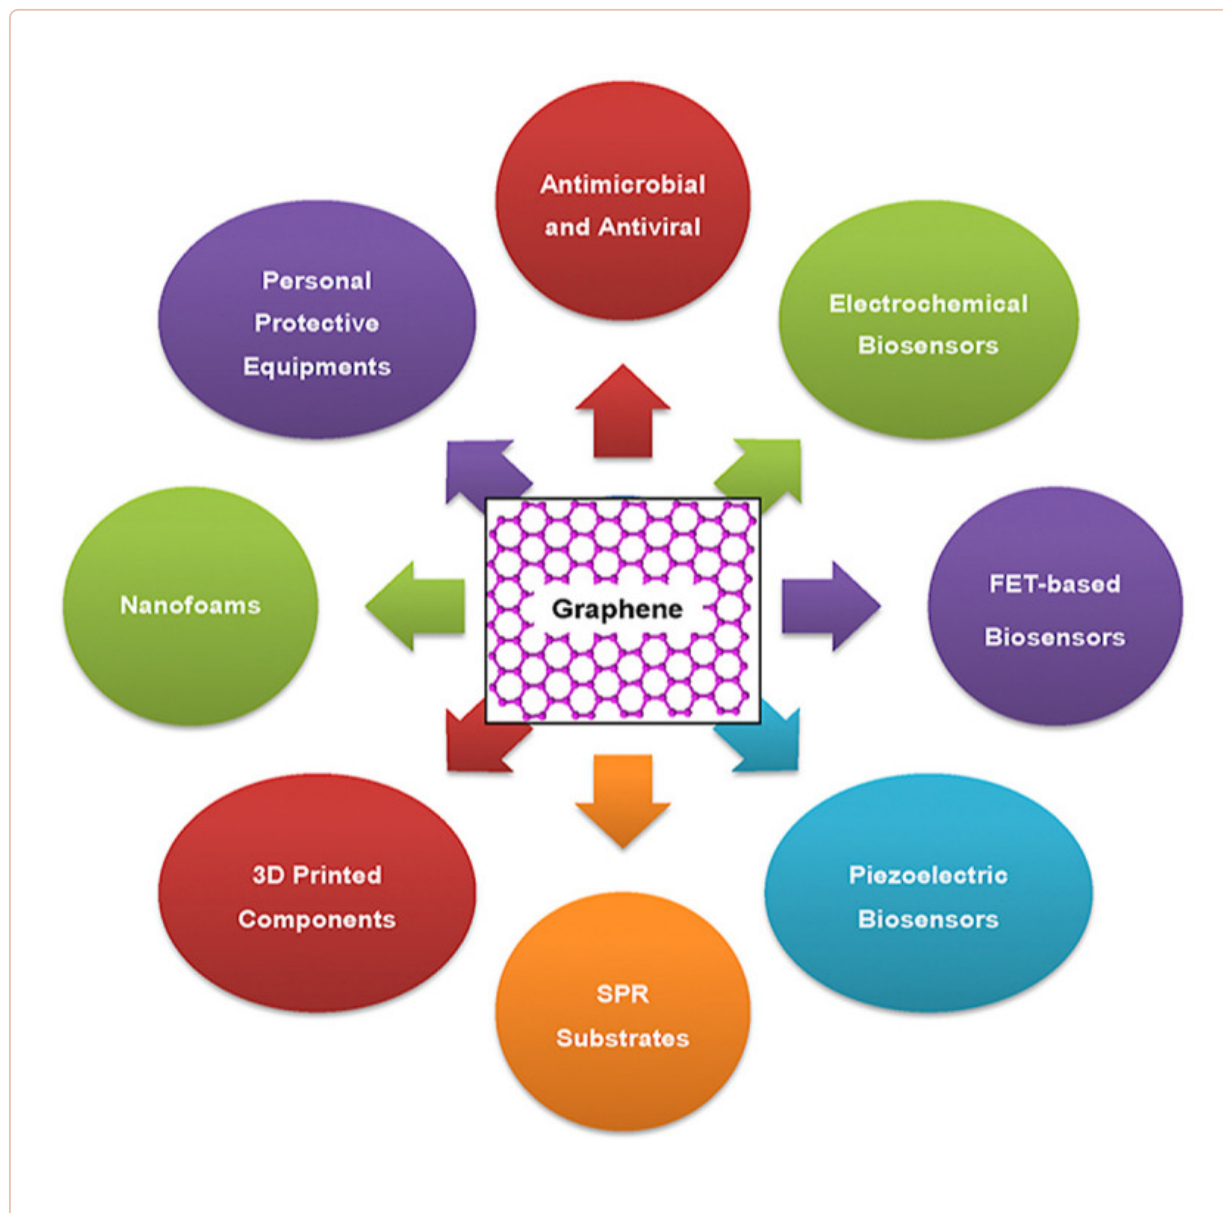 Antimicrobial
and Antiviral
Personal
Protective
Equipments
Electrochemical
Biosensors
Nanofoams
Graphene
FET-based
Biosensors
3D Printed
Components
Piezoelectric
Biosensors
SPR
Substrates